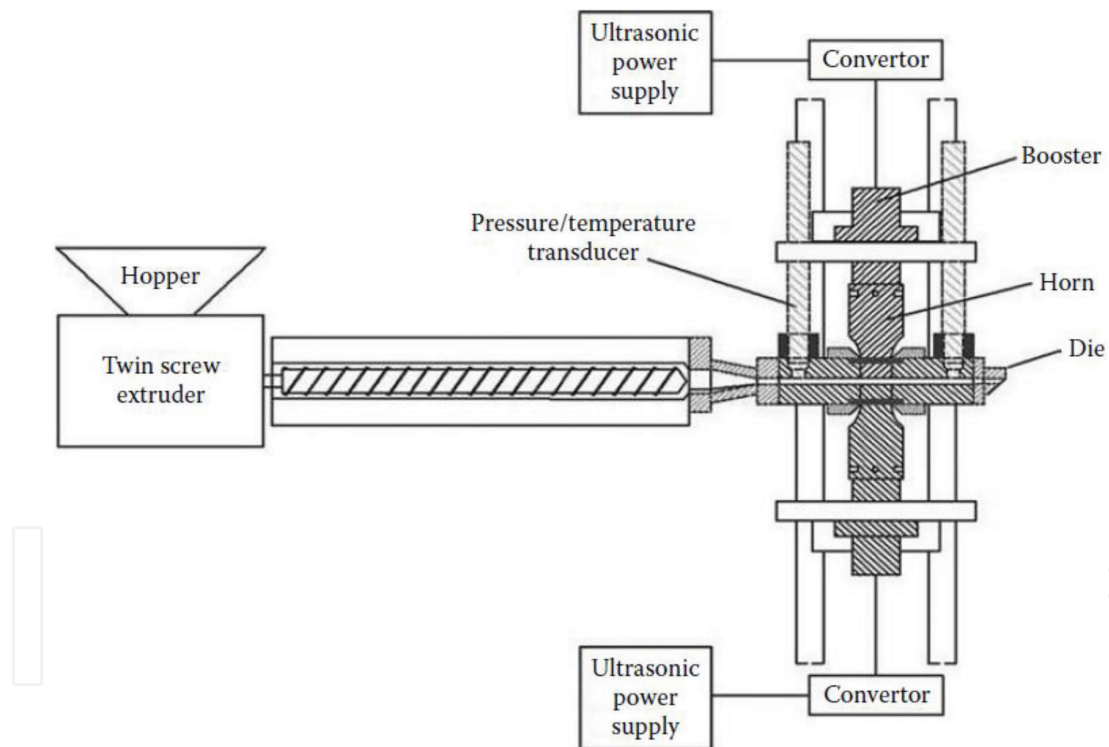 Ultrasonic
power
supply
Convertor
Booster
Pressure/temperature
transducer
Hopper
Horn
Die
Twin screw
extruder
Ultrasonic
power
supply
Convertor